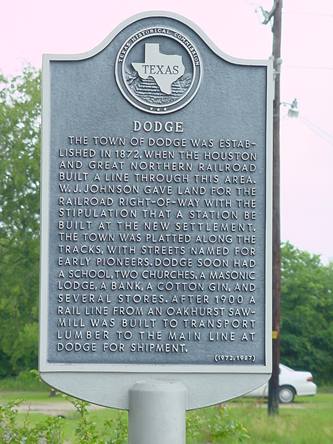 TEXAS HISTORICAL COMMISSION
TEXAS
DODGE
THE TOWN OF DODGE WAS ESTAB-
LISHED IN 1872, WHEN THE HOUSTON
AND GREAT NORTHERN RAILROAD
BUILT A LINE THROUGH THIS AREA.
W. J. JOHNSON GAVE LAND FOR THE
RAILROAD RIGHT-OF-WAY WITH THE
STIPULATION THAT A STATION BE
BUILT AT THE NEW SETTLEMENT.
THE TOWN WAS PLATTED ALONG THE
TRACKS, WITH STREETS NAMED FOR
EARLY PIONEERS. DODGE SOON HAD
A SCHOOL, TWO CHURCHES, A MASONIC
LODGE, A BANK, A COTTON GIN, AND
SEVERAL STORES. AFTER 1900 A
RAIL LINE FROM AN OAKHURST SAW-
MILL WAS BUILT TO TRANSPORT
LUMBER TO THE MAIN LINE AT
DODGE FOR SHIPMENT.
(1972, 1987)